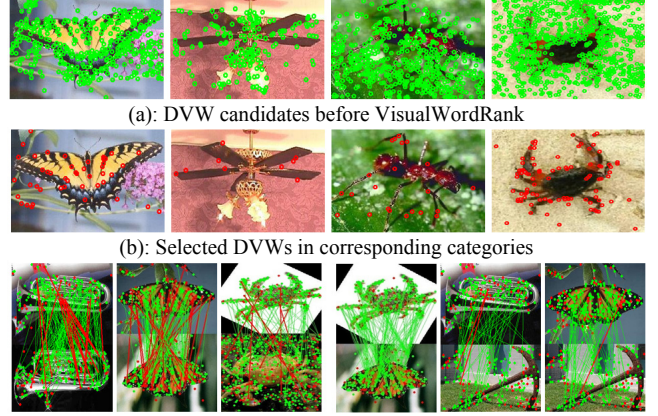 (a): DVW candidates before VisualWordRank
(b): Selected DVWs in corresponding categories